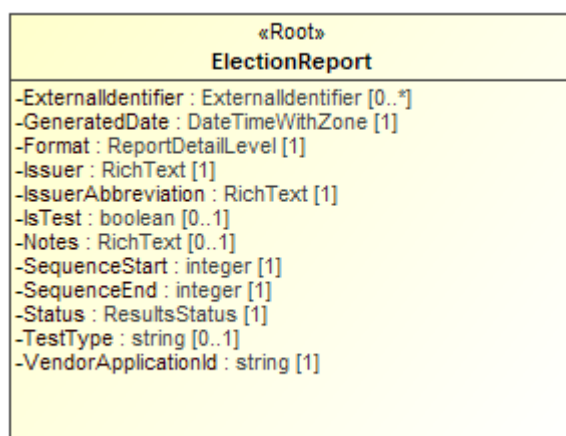 «Root»
ElectionReport
-ExternalIdentifier : ExternalIdentifier [0..*]
-GeneratedDate : DateTimeWithZone [1]
-Format : ReportDetailLevel [1]
-Issuer : RichText [1]
-IssuerAbbreviation : RichText [1]
-IsTest : boolean [0..1]
-Notes : RichText [0..1]
-SequenceStart : integer [1]
-SequenceEnd : integer [1]
-Status : ResultsStatus [1]
-TestType : string [0..1]
-VendorApplicationId : string [1]